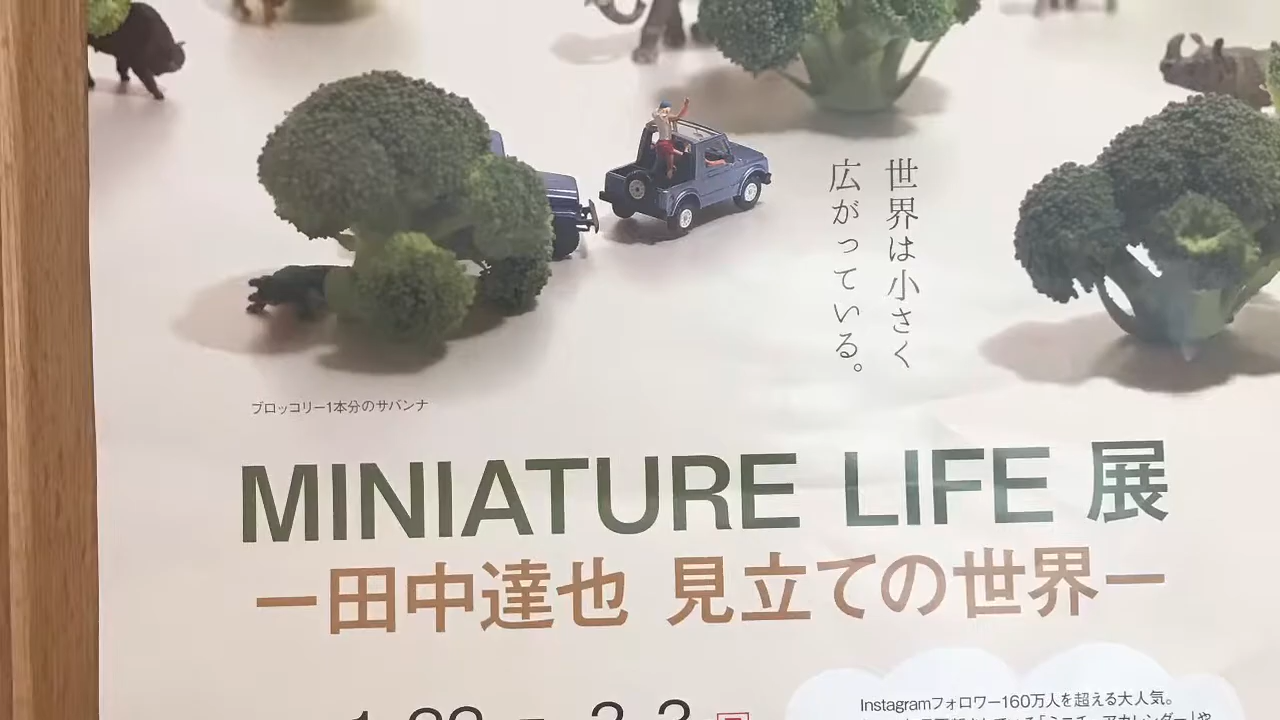 世界は小さく
広がっている。
ブロッコリー1本分のサバンナ
MINIATURE LIFE 展
ー田中達也 見立ての世界ー
Instagramフォロワー160万人を超える大人気。